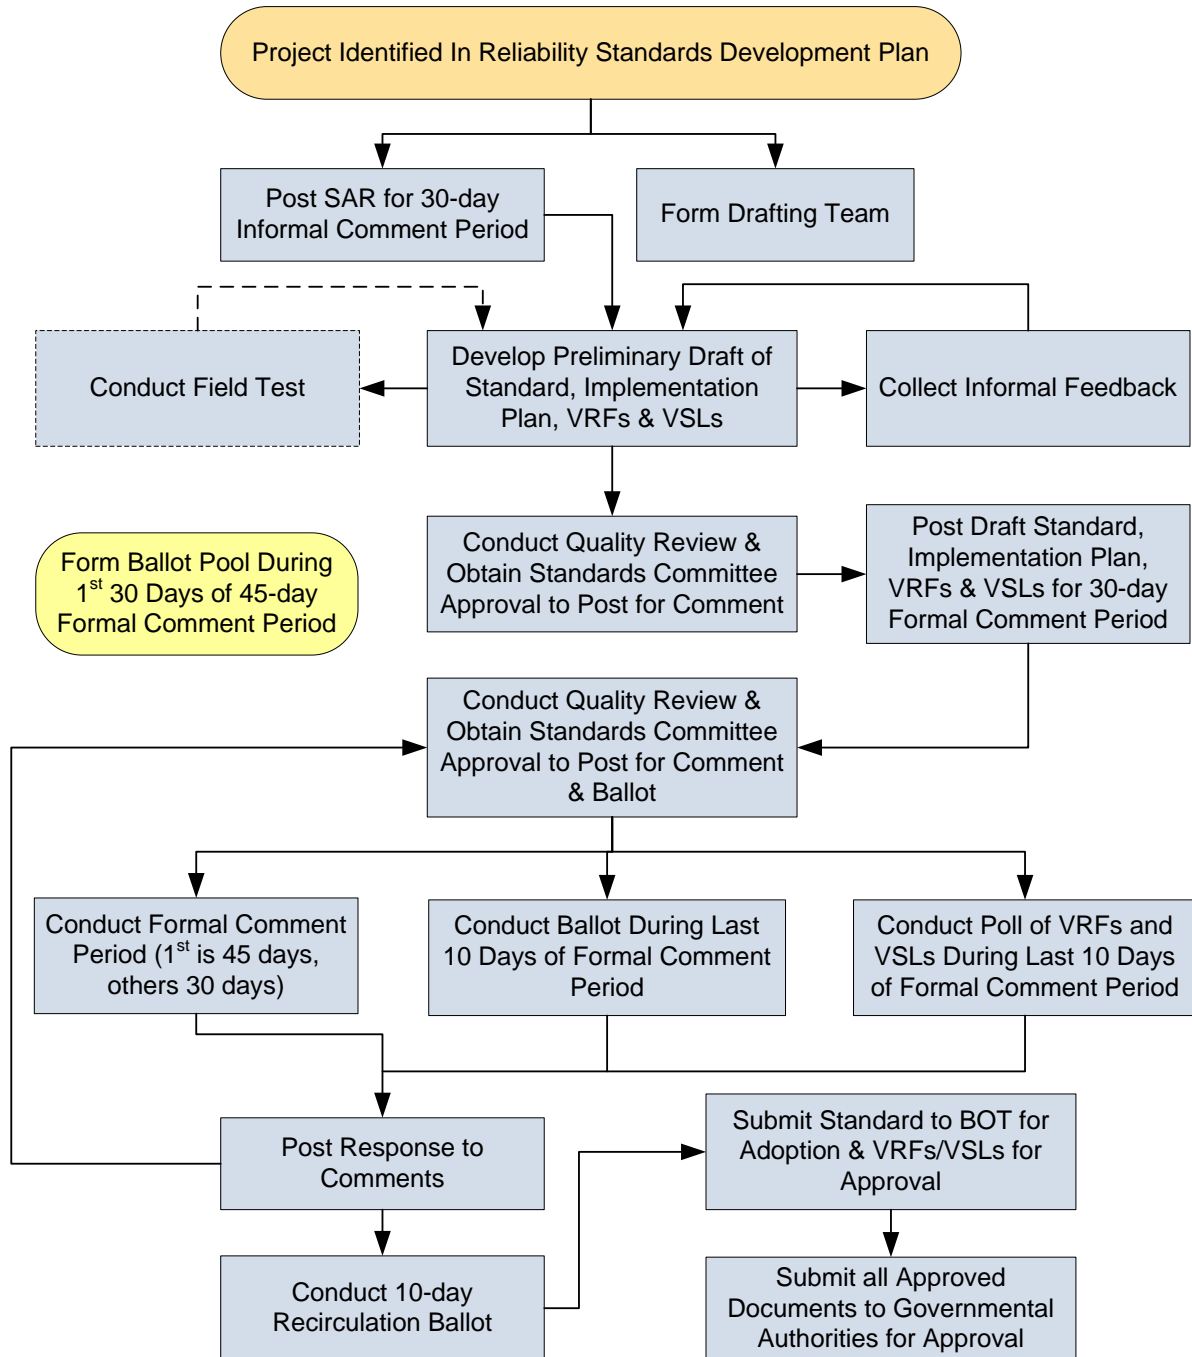 Project Identified In Reliability Standards Development Plan
Post SAR for 30-day
Informal Comment Period
Form Drafting Team
Conduct Field Test
Develop Preliminary Draft of
Standard, Implementation
Plan, VRFs & VSLs
Collect Informal Feedback
Form Ballot Pool During
1st 30 Days of 45-day
Formal Comment Period
Conduct Quality Review &
Obtain Standards Committee
Approval to Post for Comment
Post Draft Standard,
Implementation Plan,
VRFs & VSLs for 30-day
Formal Comment Period
Conduct Quality Review &
Obtain Standards Committee
Approval to Post for Comment
& Ballot
Conduct Formal Comment
Period (1st is 45 days,
others 30 days)
Conduct Ballot During Last
10 Days of Formal Comment
Period
Conduct Poll of VRFs and
VSLs During Last 10 Days
of Formal Comment Period
Post Response to
Comments
Submit Standard to BOT for
Adoption & VRFs/VSLs for
Approval
Conduct 10-day
Recirculation Ballot
Submit all Approved
Documents to Governmental
Authorities for Approval